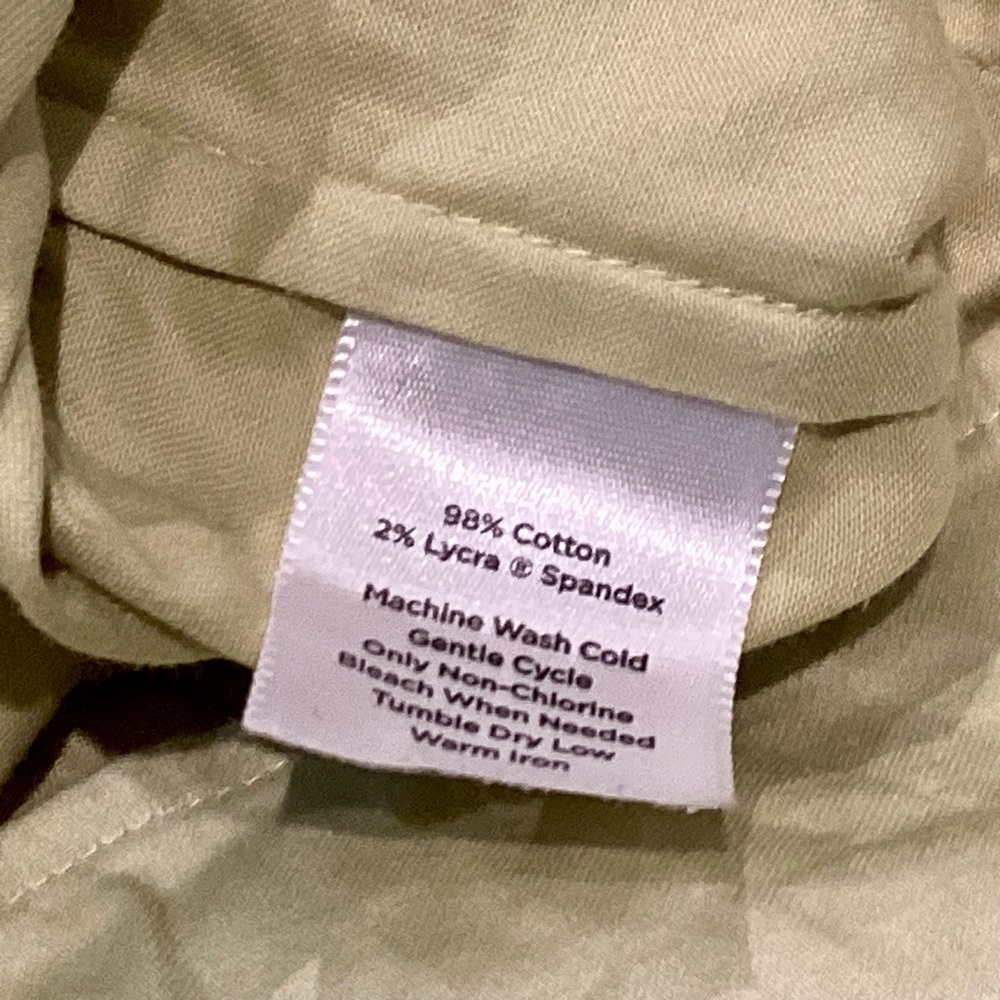 98% Cotton
2% Lycra ® Spandex
Machine Wash Cold
Gentle Cycle
Only Non-Chlorine
Bleach When Needed
Tumble Dry Low
Warm Iron